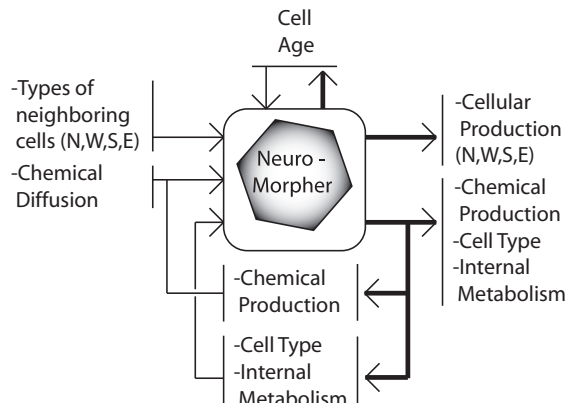 Cell
Age
-Types of
neighboring
cells (N,W,S,E)
-Chemical
Diffusion
Neuro -
Morpher
-Cellular
Production
(N,W,S,E)
-Chemical
Production
-Cell Type
-Internal
Metabolism
-Chemical
Production
-Cell Type
-Internal
Metabolism